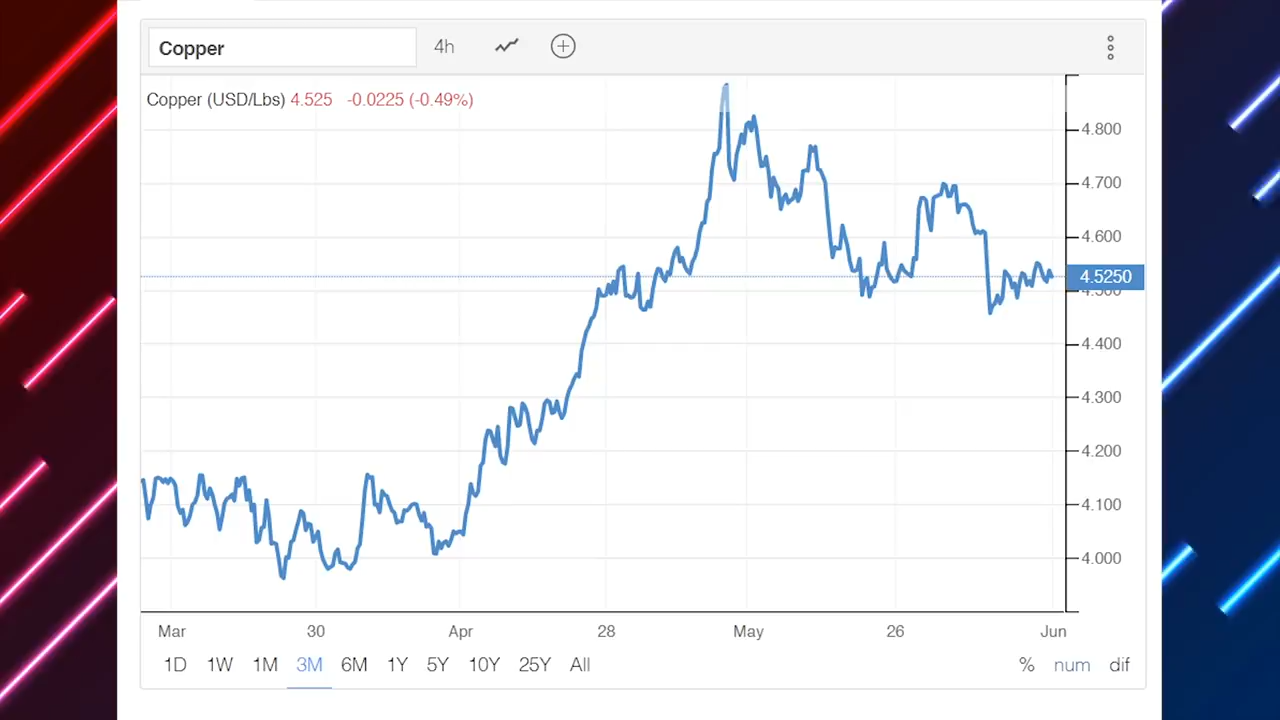 Copper 4h
Copper (USD/Lbs) 4.525 -0.0225 (-0.49%)
4.800
4.700
4.600
4.5250
4.500
4.400
4.300
4.200
4.100
4.000
Mar 30 Apr 28 May 26 Jun
1D 1W 1M 3M 6M 1Y 5Y 10Y 25Y All % num dif